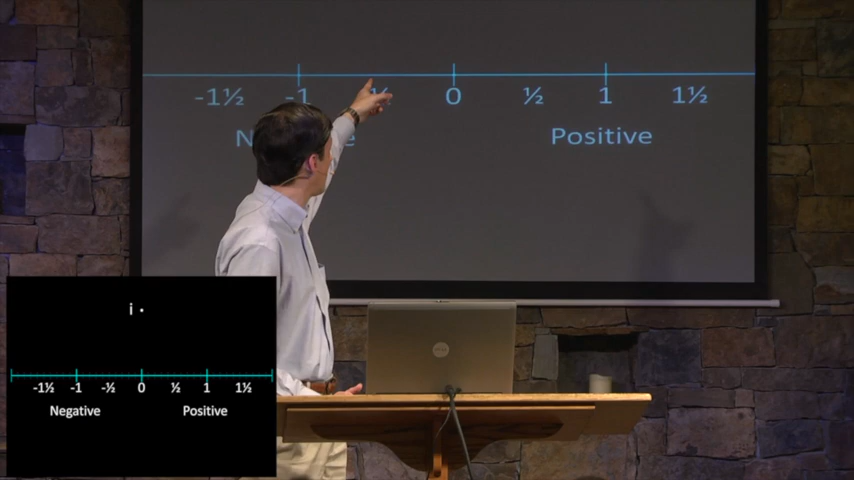 -1½ -1 0 ½ 1 1½
Positive
i
-1½ -1 -½ 0 ½ 1 1½
Negative Positive